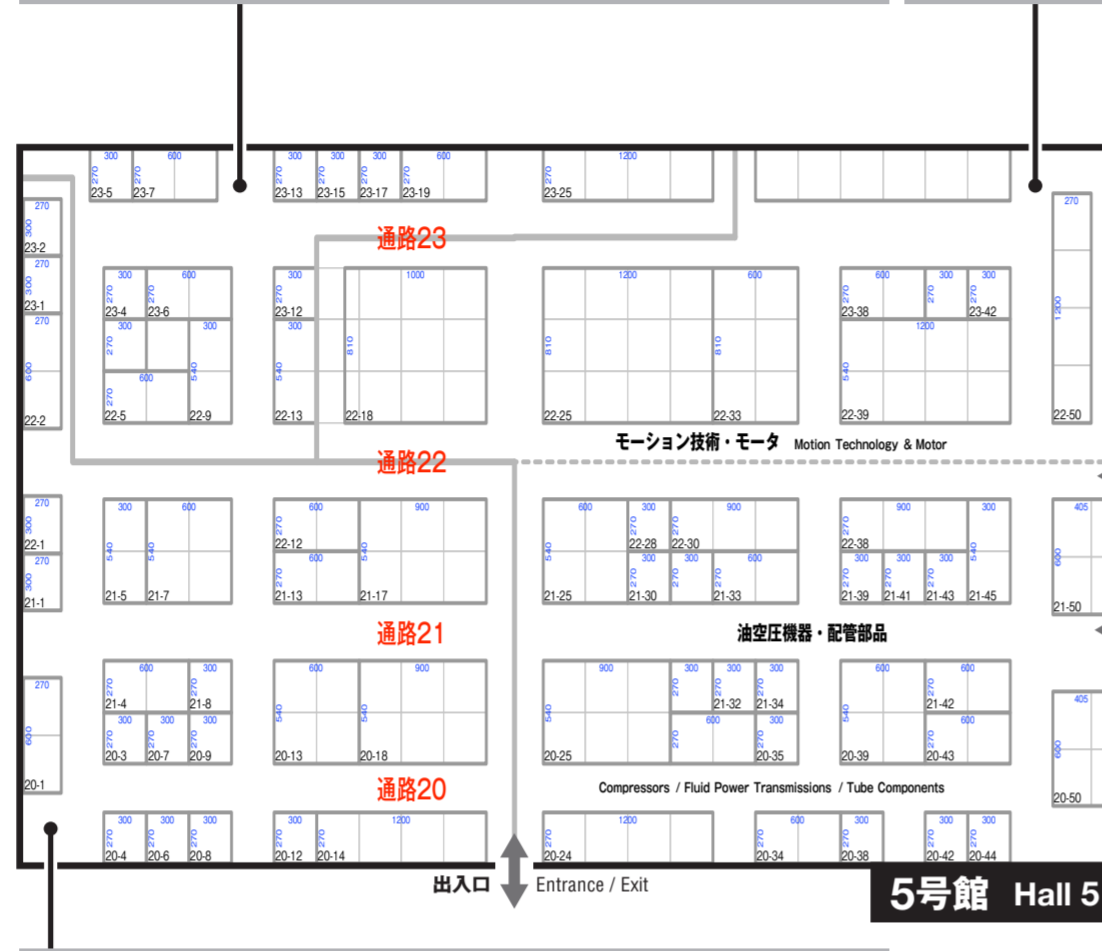 300 600 300 300 300 600 1200
270 270 270 270 270 270 270
23-5 23-7 23-13 23-15 23-17 23-19 23-25
270
300
23-2
270
通路23
270
300
23-1
300 600 300 1000 1200 600 600 300 300
270 270 270 270 270 270
23-4 23-6 23-12 23-38 23-42
270
600
22-2
300 300 300 1200
270 540 540 810 810 810 540 1200
600
270
22-5 22-9 22-13 22-18 22-25 22-33 22-39 22-50
モーション技術・モータ Motion Technology & Motor
通路22
270
300
22-1
270
300
21-1
300 600 600 900 600 300 900 900 300 405
270 270 270 270
22-12 22-28 22-30 22-38
540 540 600 540 540 300 300 600 300 300 300 540 600
270 270 270 270 270 270 270
21-5 21-7 21-13 21-17 21-25 21-30 21-33 21-39 21-41 21-43 21-45 21-50
通路21
油空圧機器・配管部品
270
600
20-1
600 300 600 900 900 300 300 300 600 600 405
270 270 270 270 270 270
21-4 21-8 21-32 21-34 21-42
300 300 300 540 540 540 600 540 600 600
270 270 270 270 270 270
20-3 20-7 20-9 20-13 20-18 20-25 20-35 20-39 20-43 20-50
通路20
Compressors / Fluid Power Transmissions / Tube Components
300 300 300 300 1200 1200 600 300 300 300
270 270 270 270 270 270 270 270 270 270
20-4 20-6 20-8 20-12 20-14 20-24 20-34 20-38 20-42 20-44
出入口 Entrance / Exit
5号館 Hall 5